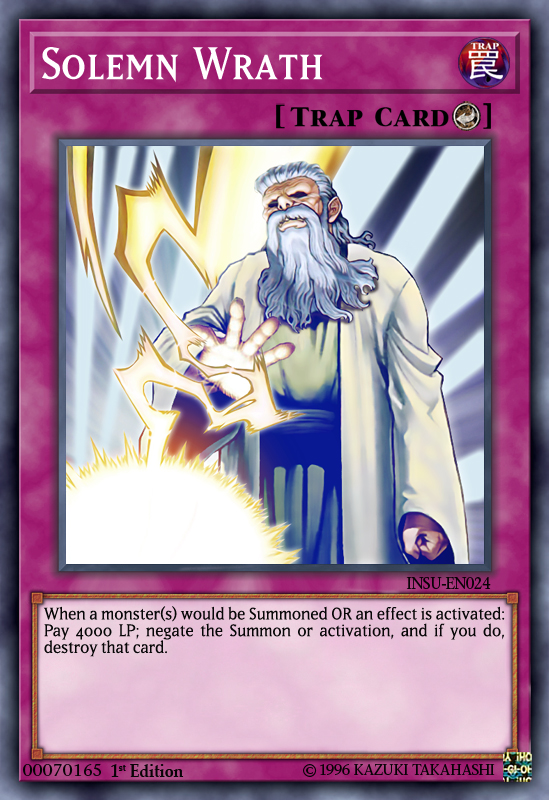 Solemn Wrath
TRAP
罠
[ Trap Card ]
INSU-EN024
When a monster(s) would be Summoned OR an effect is activated:
Pay 4000 LP; negate the Summon or activation, and if you do,
destroy that card.
00070165 1st Edition © 1996 KAZUKI TAKAHASHI